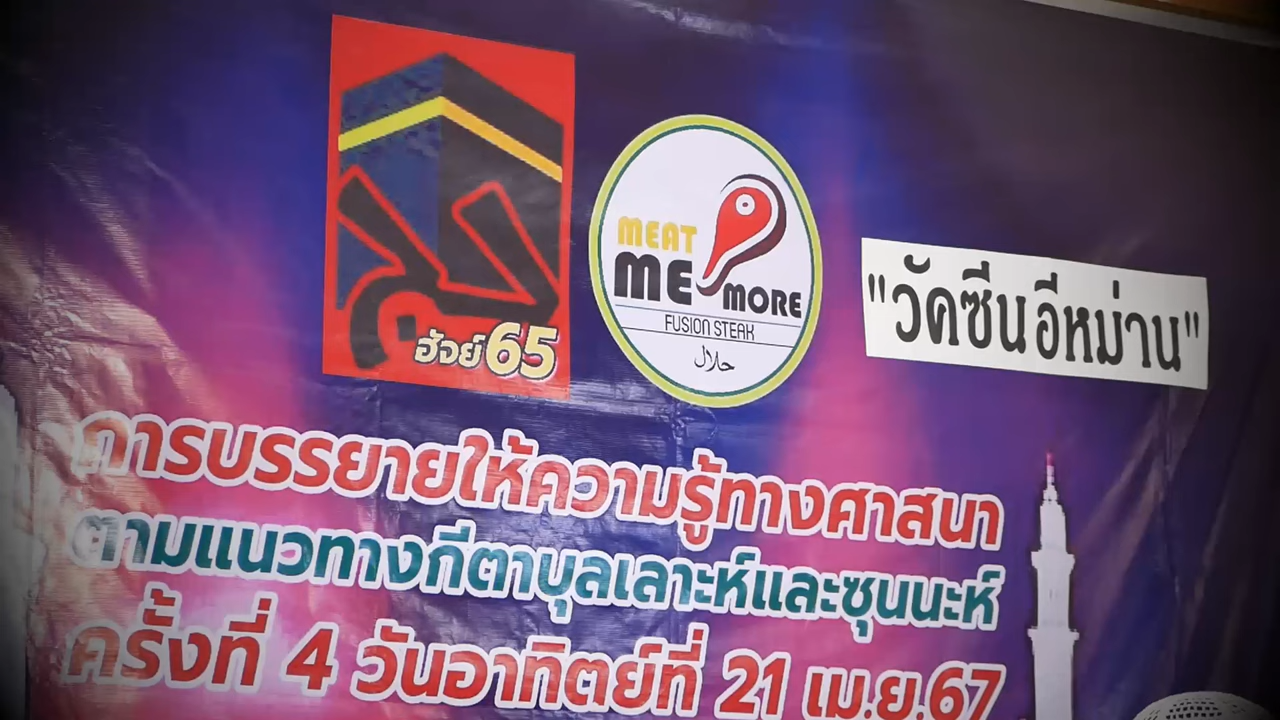 ฮัจย์65
MEAT
ME MORE
FUSION STEAK
حلال
"วัคซีนอีหม่าน"
การบรรยายให้ความรู้ทางศาสนา
ตามแนวทางกีตาบุลเลาะห์และซุนนะห์
ครั้งที่ 4 วันอาทิตย์ที่ 21 เม.ย.67